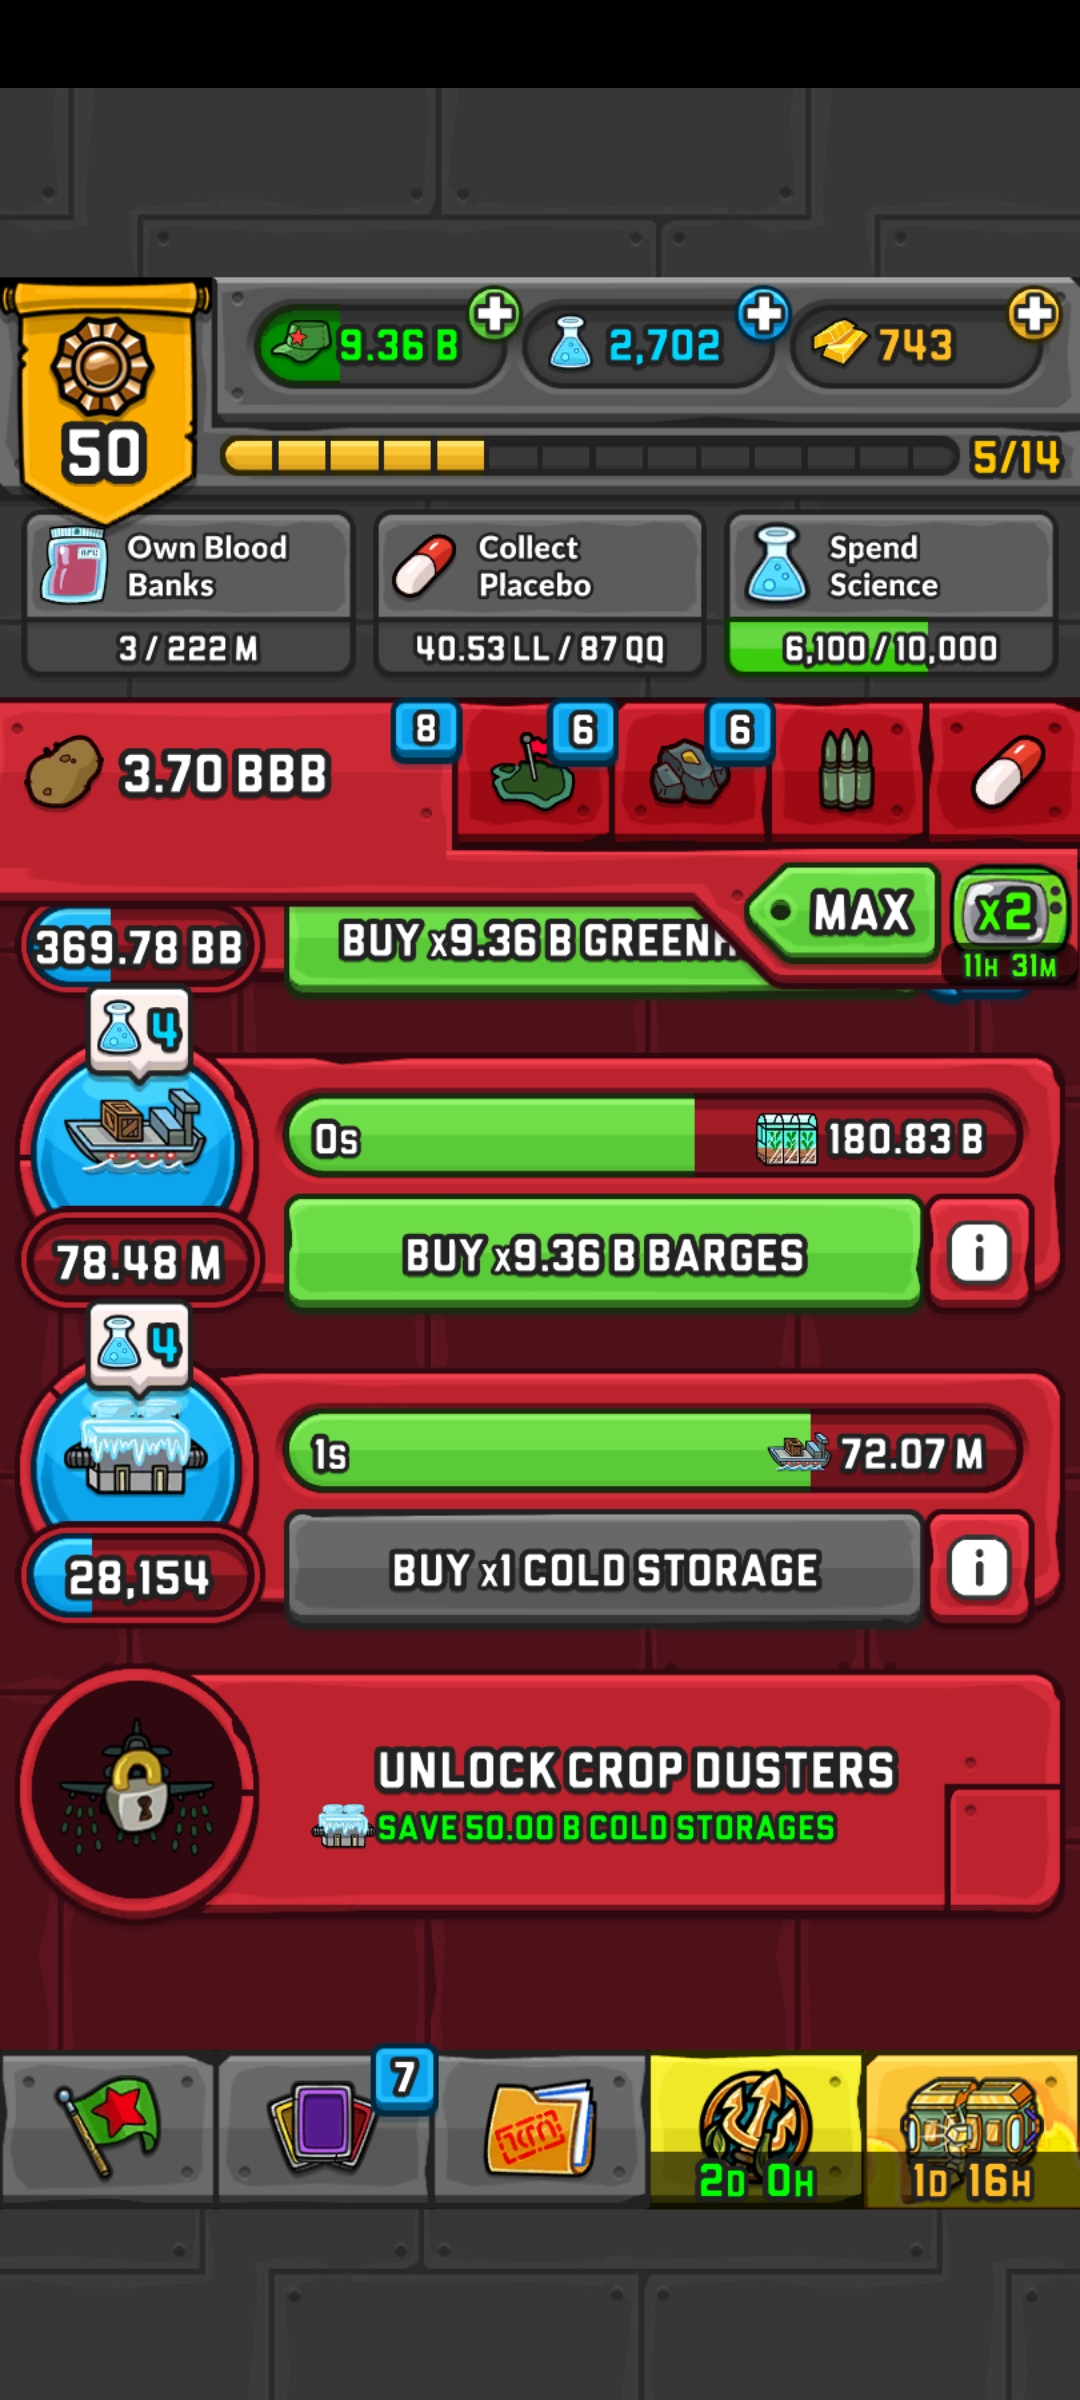 9.36 B
2,702
743
50
5/14
Own Blood
Banks
3 / 222 M
Collect
Placebo
40.53 LL / 87 QQ
Spend
Science
6,100 / 10,000
3.70 BBB
8
6
6
MAX
x2
11H 31M
369.78 BB
BUY x9.36 B GREENH
4
0s
180.83 B
78.48 M
BUY x9.36 B BARGES
i
4
1s
72.07 M
28,154
BUY x1 COLD STORAGE
i
UNLOCK CROP DUSTERS
SAVE 50.00 B COLD STORAGES
7
2D 0H
1D 16H